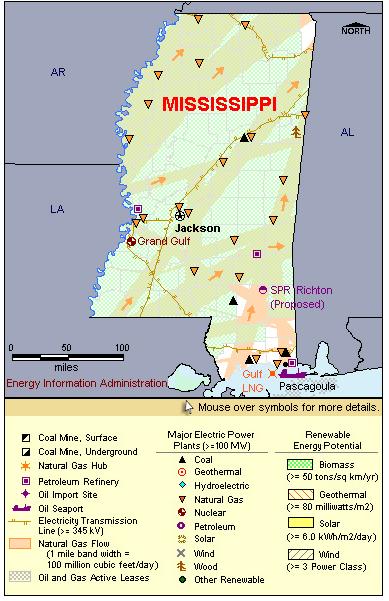 NORTH
AR
MISSISSIPPI
AL
LA
Jackson
Grand Gulf
SPR Richton
(Proposed)
0 50 100
miles
Gulf
LNG
Energy Information Administration
Pascagoula
Mouse over symbols for more details.
Coal Mine, Surface
Coal Mine, Underground
Natural Gas Hub
Petroleum Refinery
Oil Import Site
Oil Seaport
Electricity Transmission
Line (>= 345 kV)
Natural Gas Flow
(1 mile band width =
100 million cubic feet/day)
Oil and Gas Active Leases
Major Electric Power
Plants (>=100 MW)
Coal
Geothermal
Hydroelectric
Natural Gas
Nuclear
Petroleum
Solar
Wind
Wood
Other Renewable
Renewable
Energy Potential
Biomass
(>= 50 tons/sq km/yr)
Geothermal
(>= 80 milliwatts/m2)
Solar
(>= 6.0 kWh/m2/day)
Wind
(>= 3 Power Class)